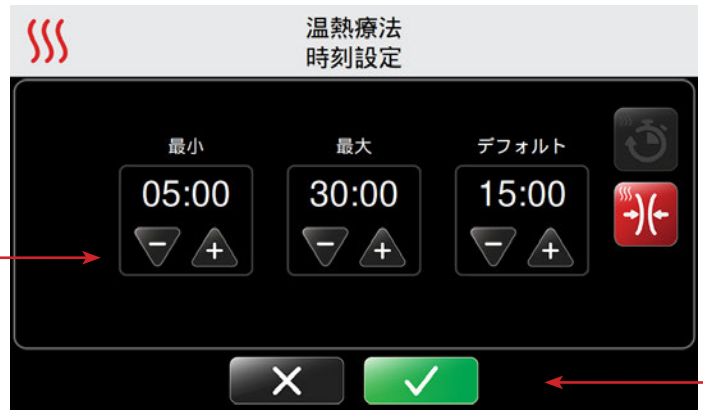 温熱療法
時刻設定
最小 最大 デフォルト
05:00 30:00 15:00
- + - + - +